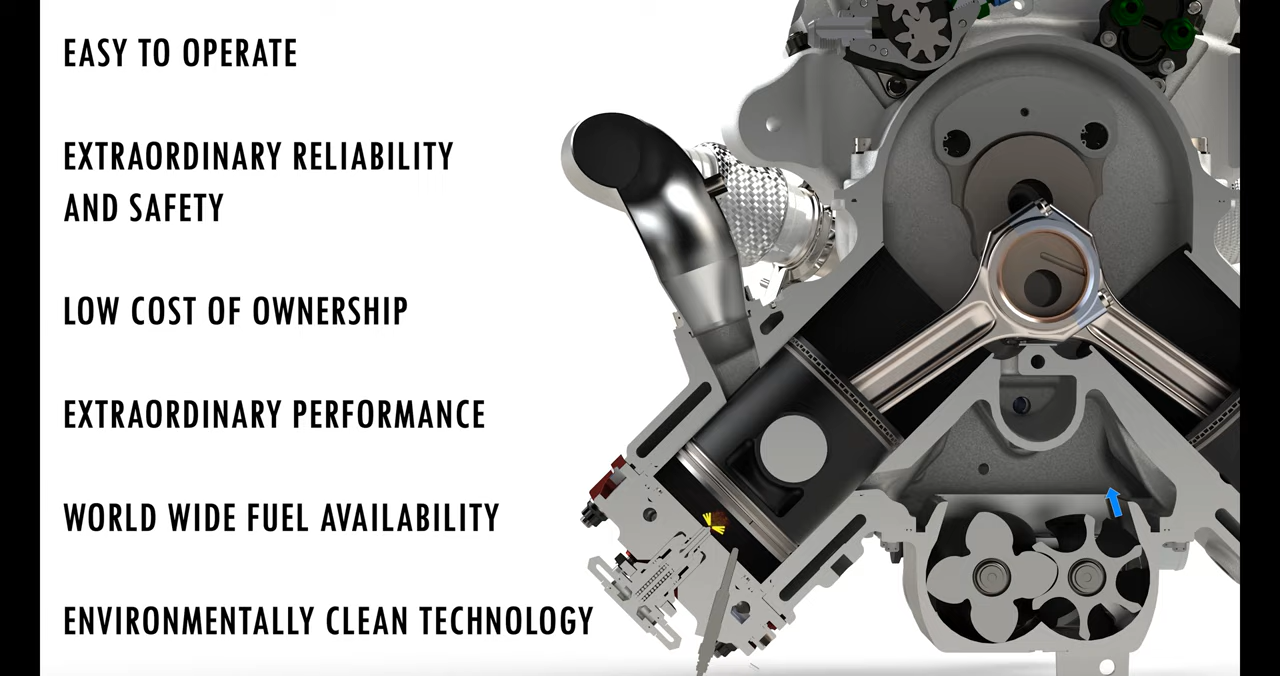 EASY TO OPERATE
EXTRAORDINARY RELIABILITY
AND SAFETY
LOW COST OF OWNERSHIP
EXTRAORDINARY PERFORMANCE
WORLD WIDE FUEL AVAILABILITY
ENVIRONMENTALLY CLEAN TECHNOLOGY